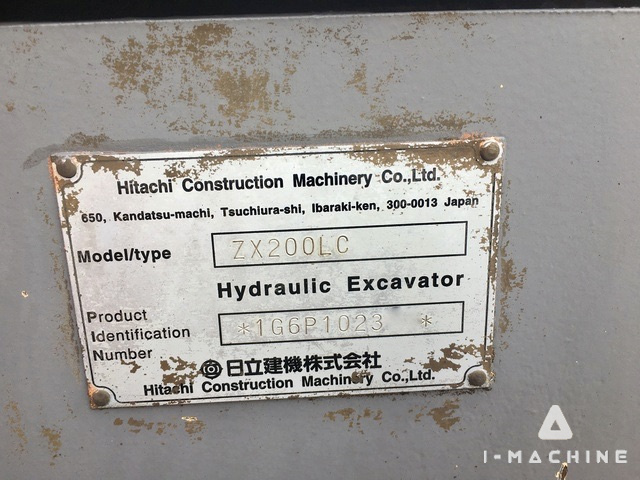 Hitachi Construction Machinery Co.,Ltd.
650, Kandatsu-machi, Tsuchiura-shi, Ibaraki-ken, 300-0013 Japan
Model/type ZX200LC
Hydraulic Excavator
Product Identification Number *1G6P1023 *
日立建機株式会社
Hitachi Construction Machinery Co.,Ltd.
I-MACHINE